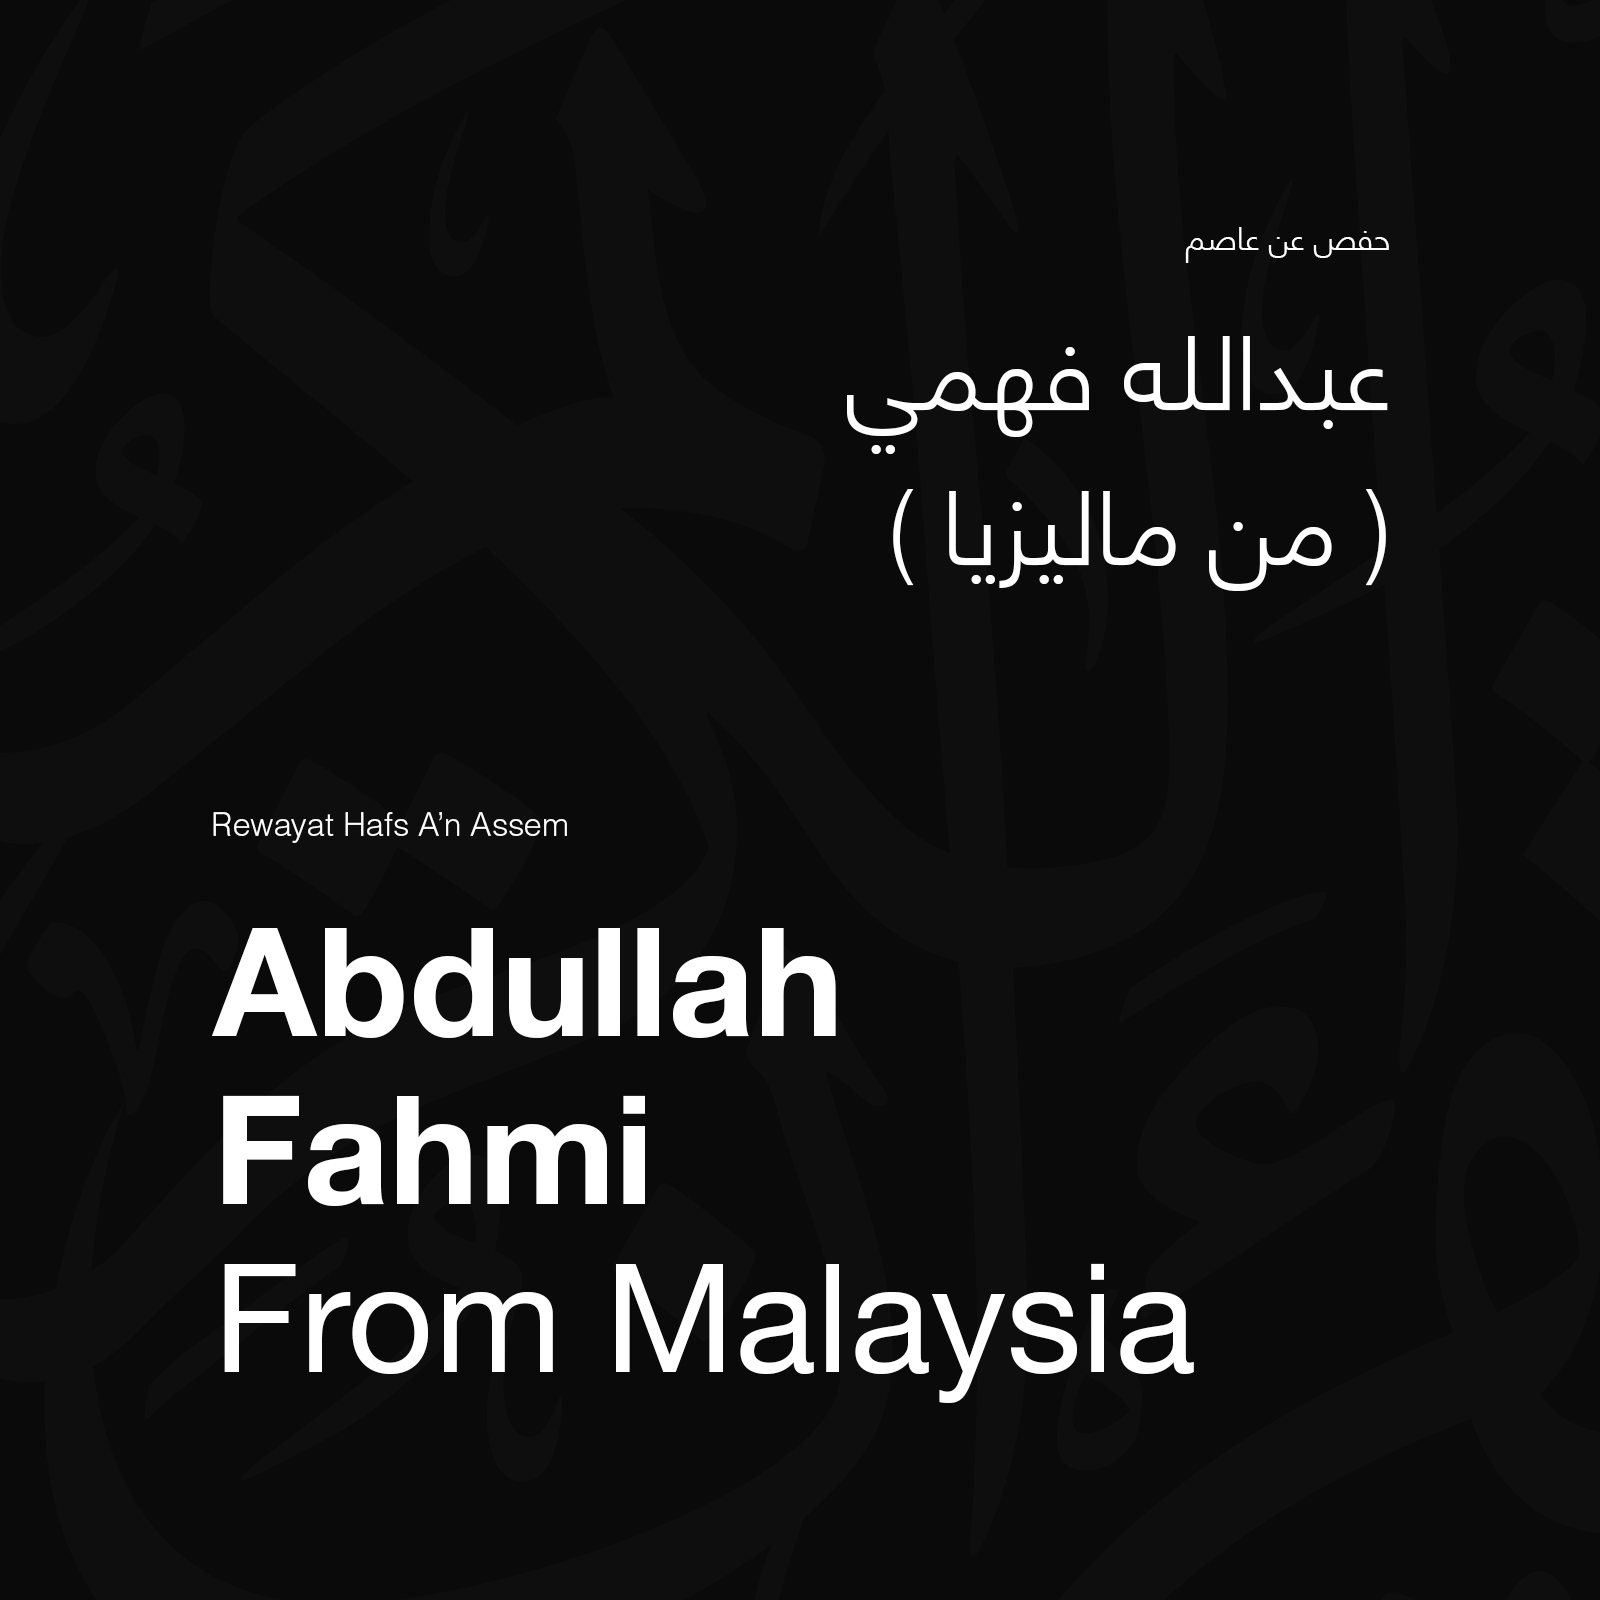 حفص عن عاصم
عبدالله فهمي
( من ماليزيا )
Rewayat Hafs A’n Assem
Abdullah
Fahmi
From Malaysia